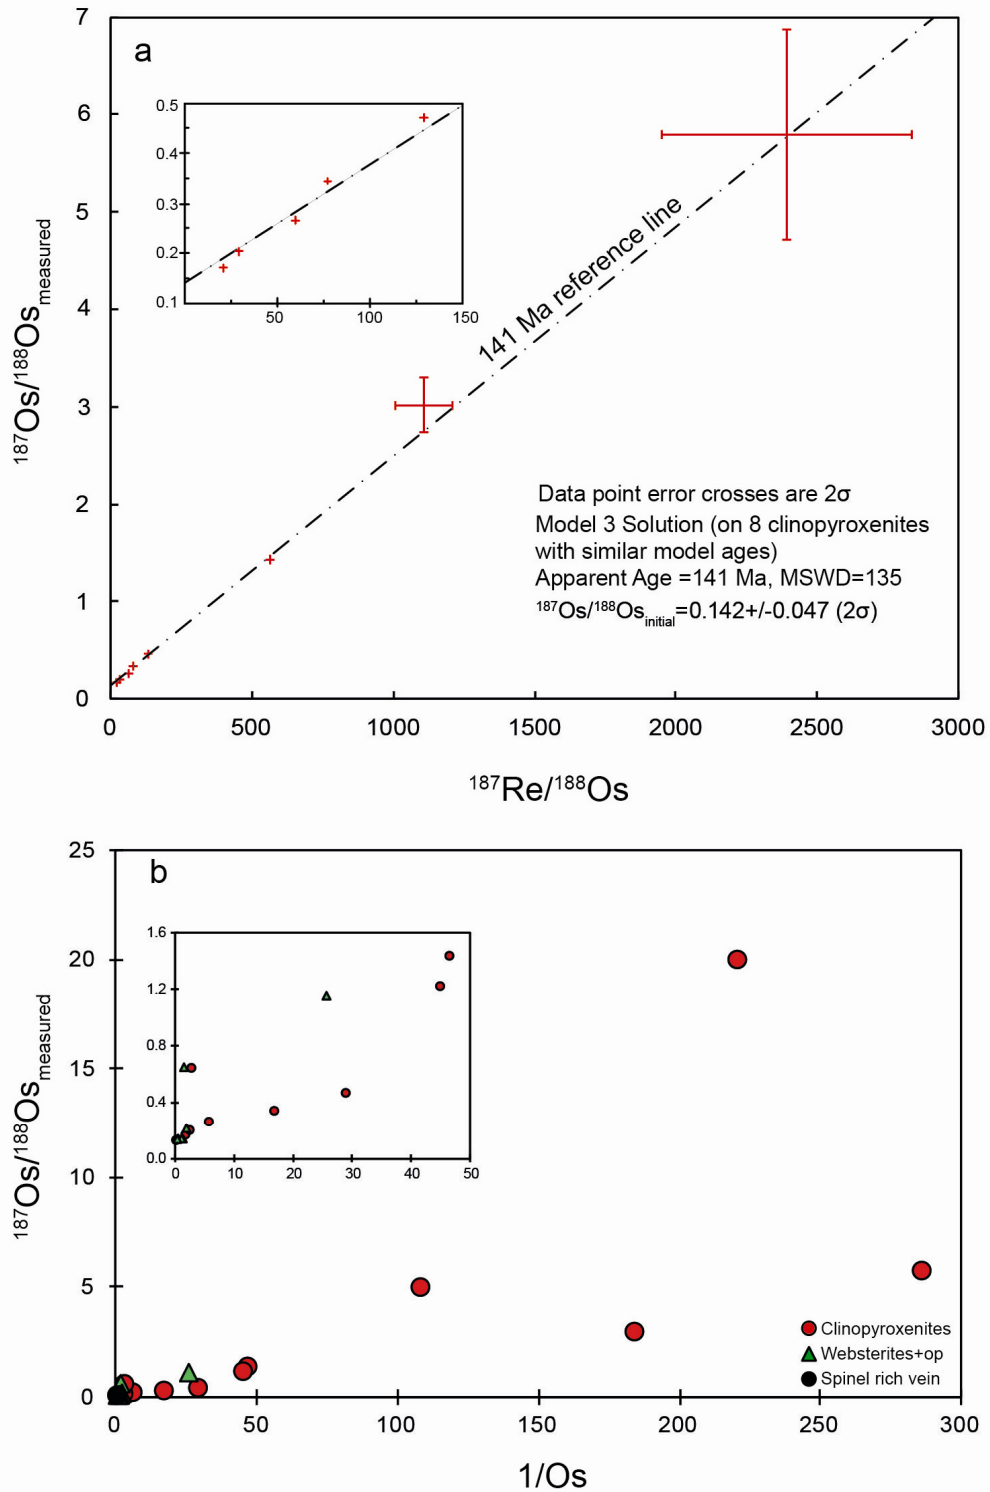 a
7
6
5
4
3
2
1
0
0.5
0.4
0.3
0.2
0.1
50 100 150
141 Ma reference line
Data point error crosses are 2σ
Model 3 Solution (on 8 clinopyroxenites
with similar model ages)
Apparent Age =141 Ma, MSWD=135
187Os/188Osinitial=0.142+/-0.047 (2σ)
187Os/188Osmeasured
0 500 1000 1500 2000 2500 3000
187Re/188Os
b
25
20
15
10
5
0
1.6
1.2
0.8
0.4
0.0
0 10 20 30 40 50
Clinopyroxenites
Websterites+op
Spinel rich vein
187Os/188Osmeasured
0 50 100 150 200 250 300
1/Os